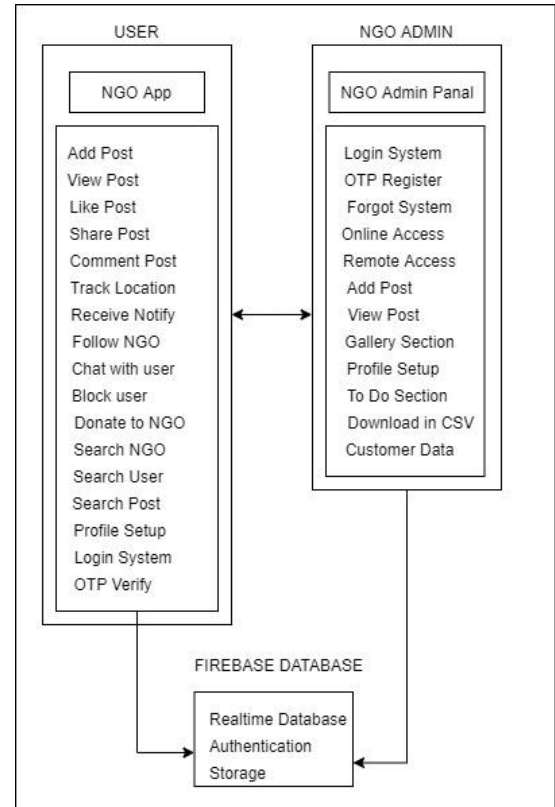 USER
NGO App
Add Post
View Post
Like Post
Share Post
Comment Post
Track Location
Receive Notify
Follow NGO
Chat with user
Block user
Donate to NGO
Search NGO
Search User
Search Post
Profile Setup
Login System
OTP Verify
NGO ADMIN
NGO Admin Panal
Login System
OTP Register
Forgot System
Online Access
Remote Access
Add Post
View Post
Gallery Section
Profile Setup
To Do Section
Download in CSV
Customer Data
FIREBASE DATABASE
Realtime Database
Authentication
Storage